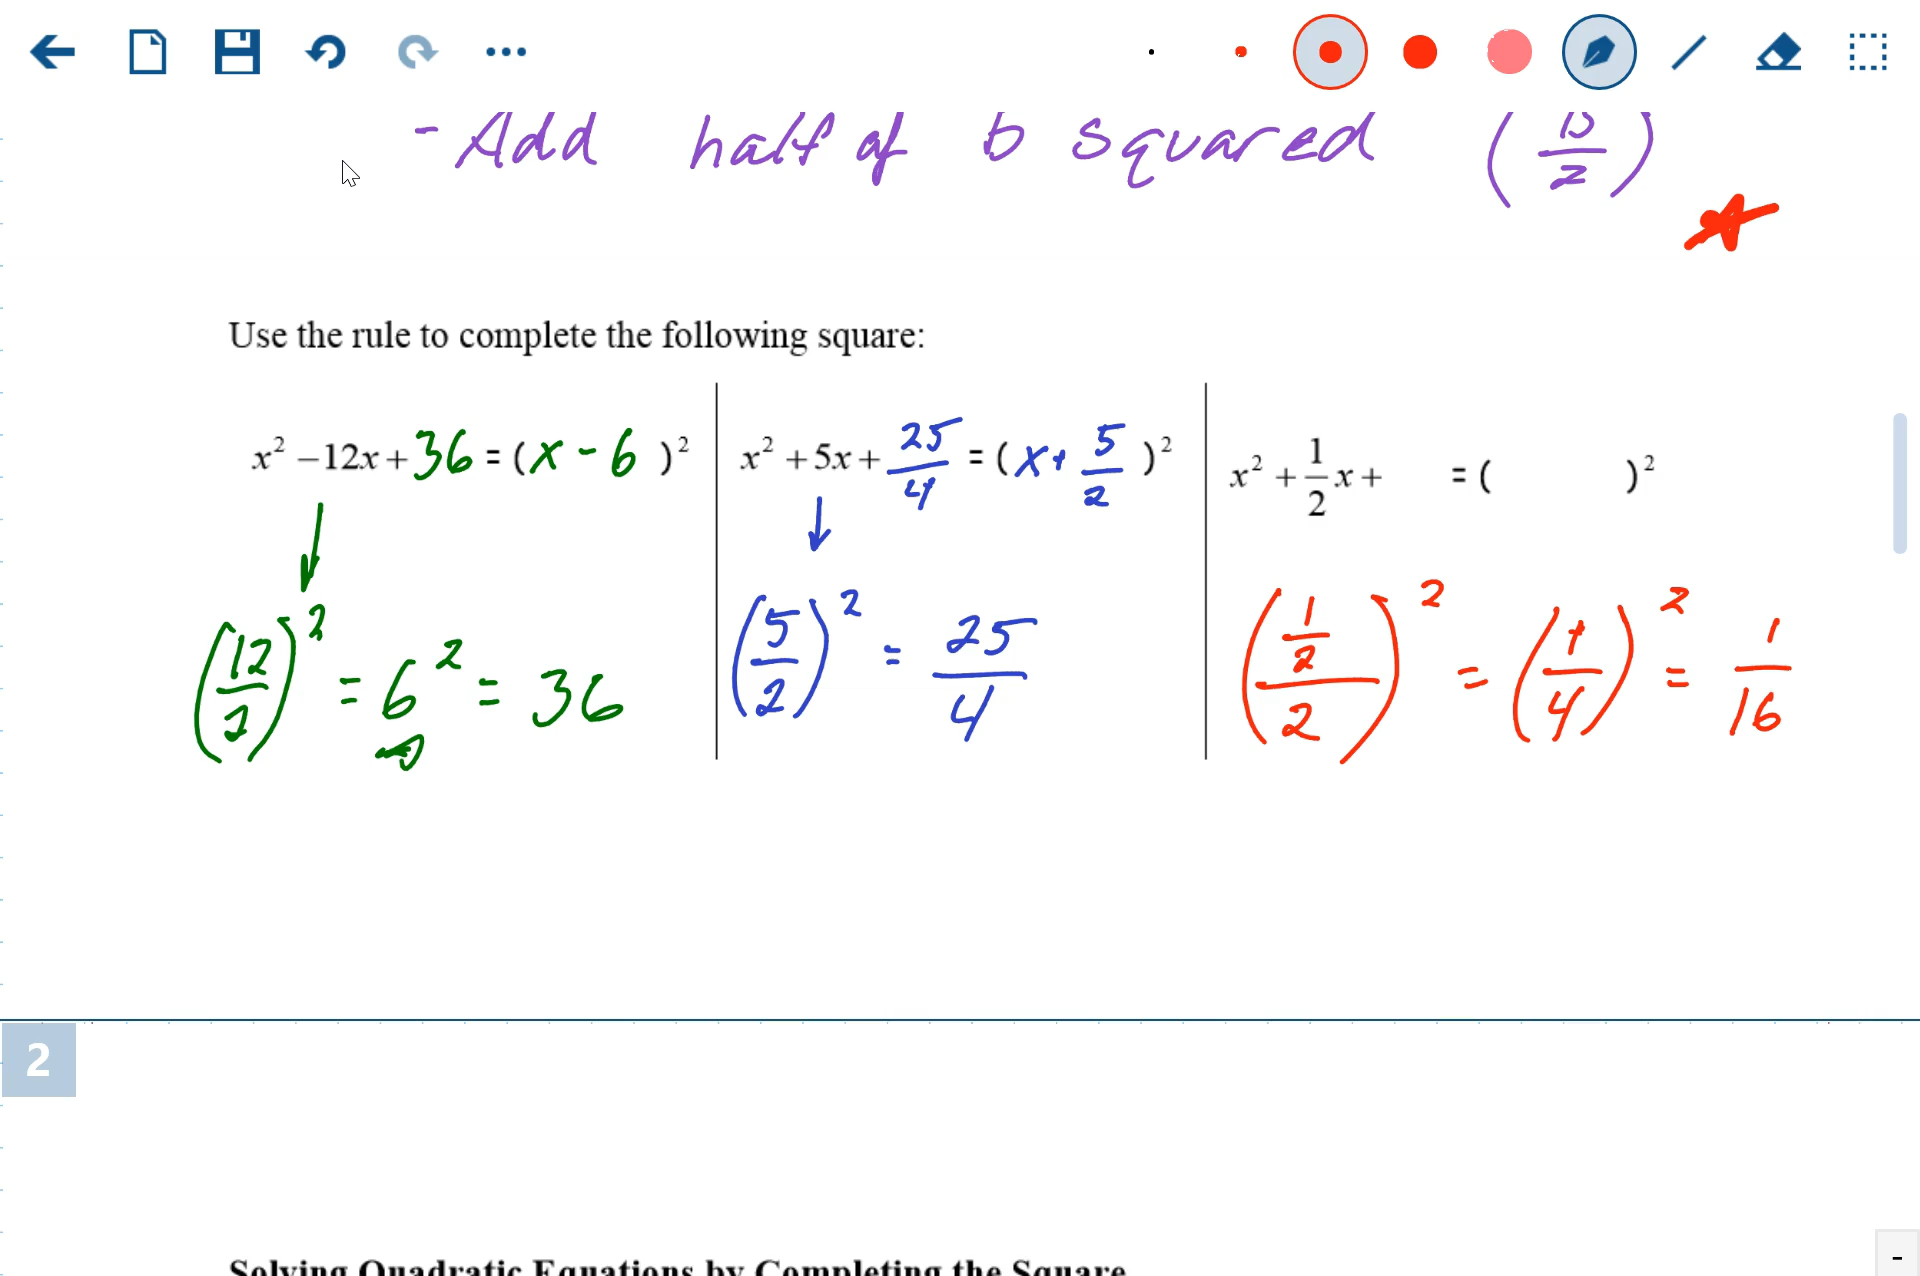 - Add half of b squared (b/2)
Use the rule to complete the following square:
x² −12x + 36 = (x - 6 )²
x² + 5x + 25/4 = (x + 5/2 )²
x² + 1/2 x + = ( )²
(12/2)² = 6² = 36
(5/2)² = 25/4
((1/2)/2)² = (1/4)² = 1/16
2
Solving Quadratic Equations by Completing the Square